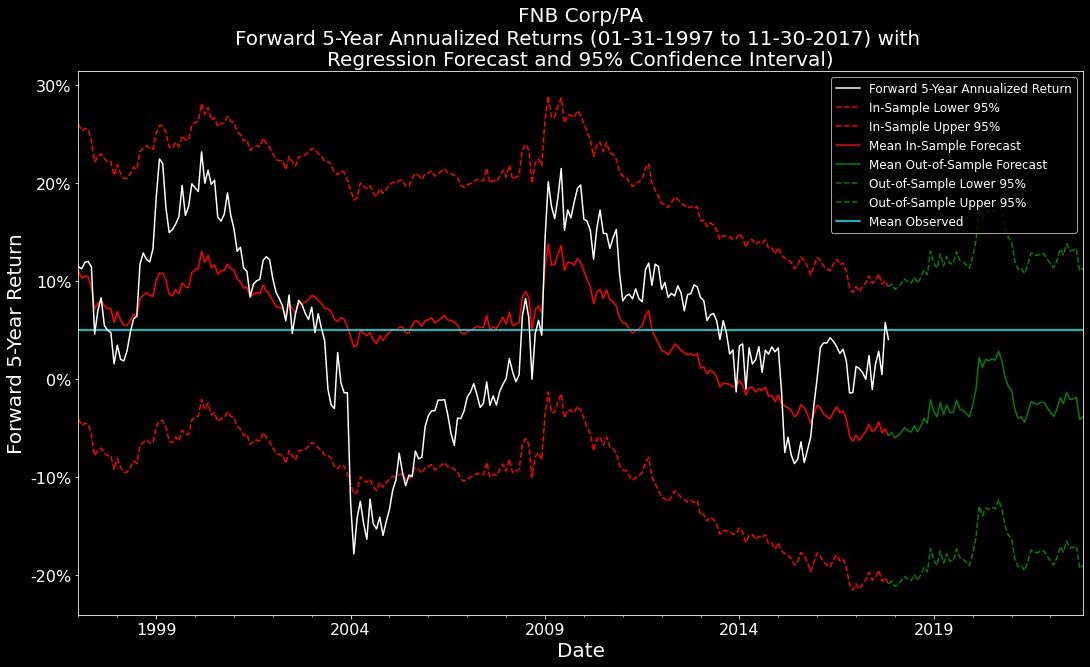 FNB Corp/PA
Forward 5-Year Annualized Returns (01-31-1997 to 11-30-2017) with
Regression Forecast and 95% Confidence Interval)
Forward 5-Year Annualized Return
In-Sample Lower 95%
In-Sample Upper 95%
Mean In-Sample Forecast
Mean Out-of-Sample Forecast
Out-of-Sample Lower 95%
Out-of-Sample Upper 95%
Mean Observed
Forward 5-Year Return
30%
20%
10%
0%
-10%
-20%
1999
2004
2009
2014
2019
Date